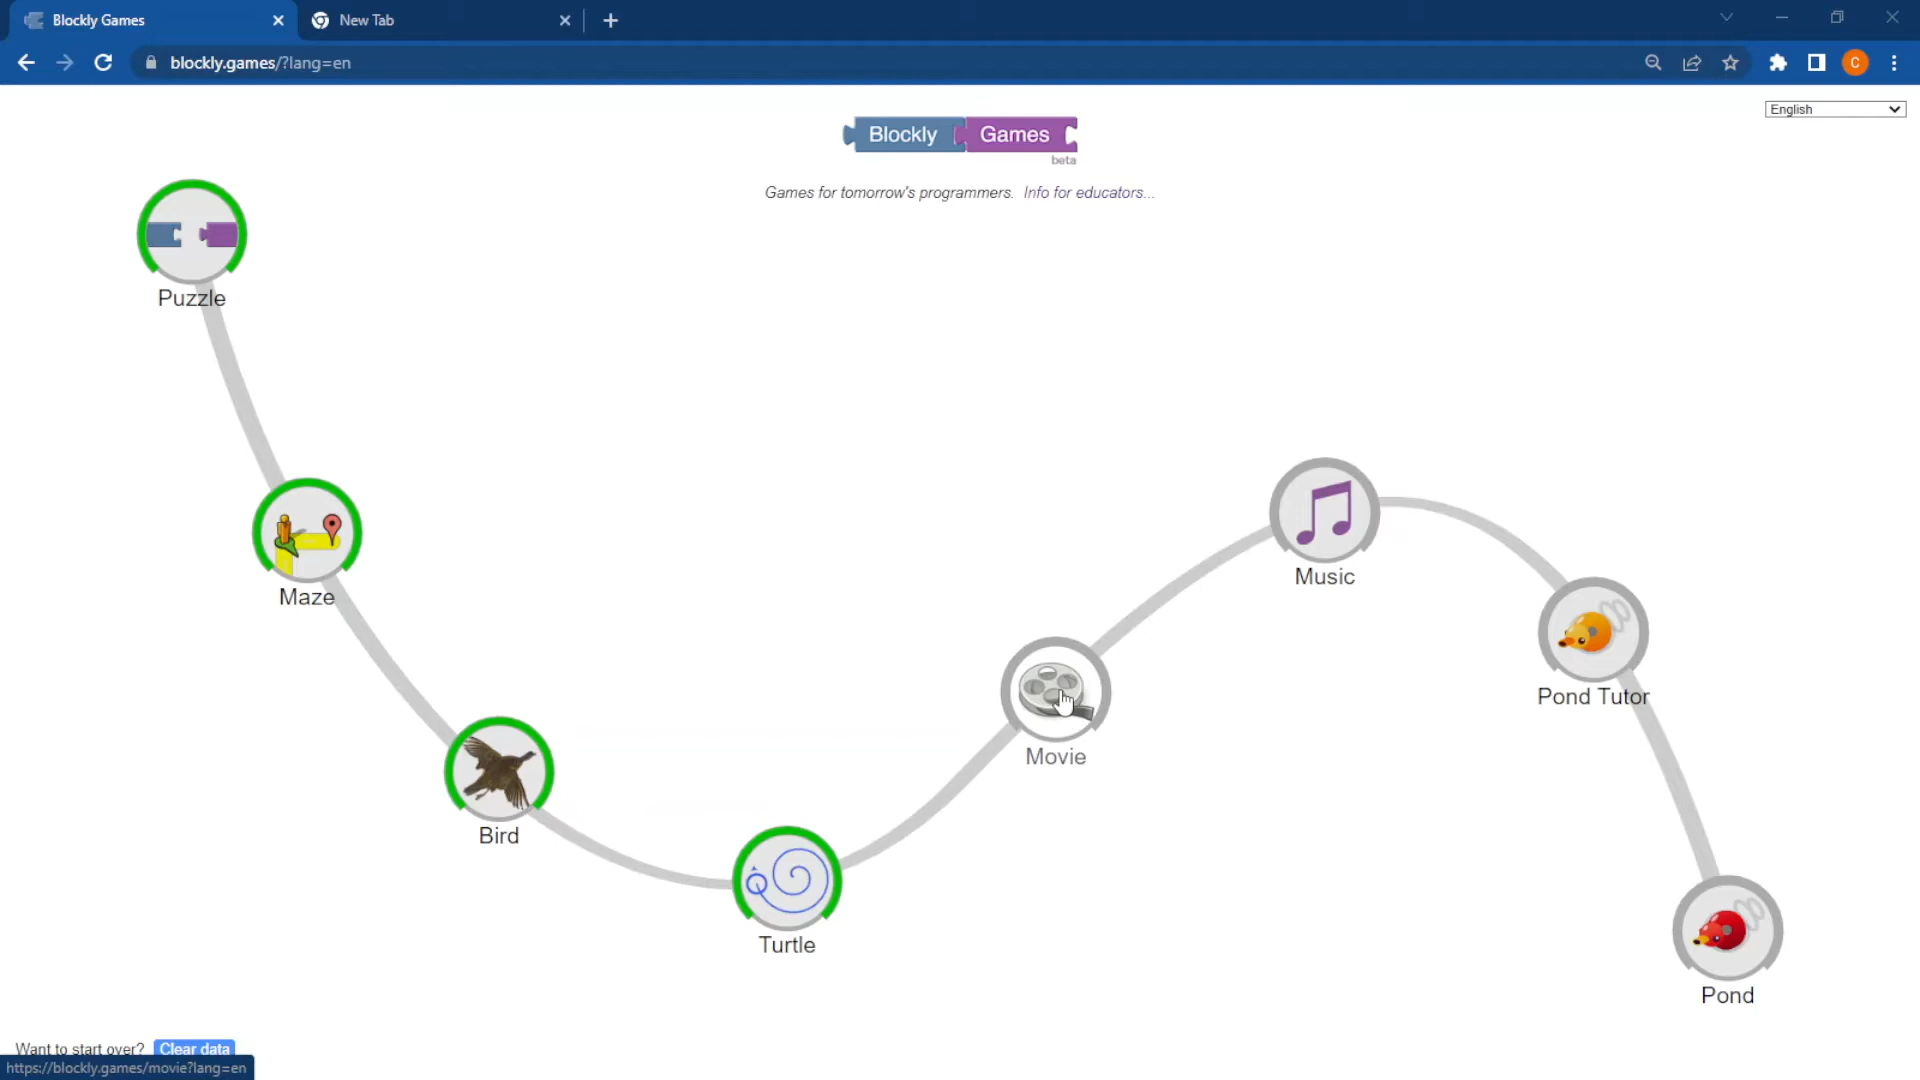 Blockly Games
New Tab
blockly.games/?lang=en
C
English
Blockly Games
beta
Games for tomorrow's programmers. Info for educators...
Puzzle
Maze
Bird
Turtle
Movie
Music
Pond Tutor
Pond
Want to start over? Clear data
https://blockly.games/movie?lang=en